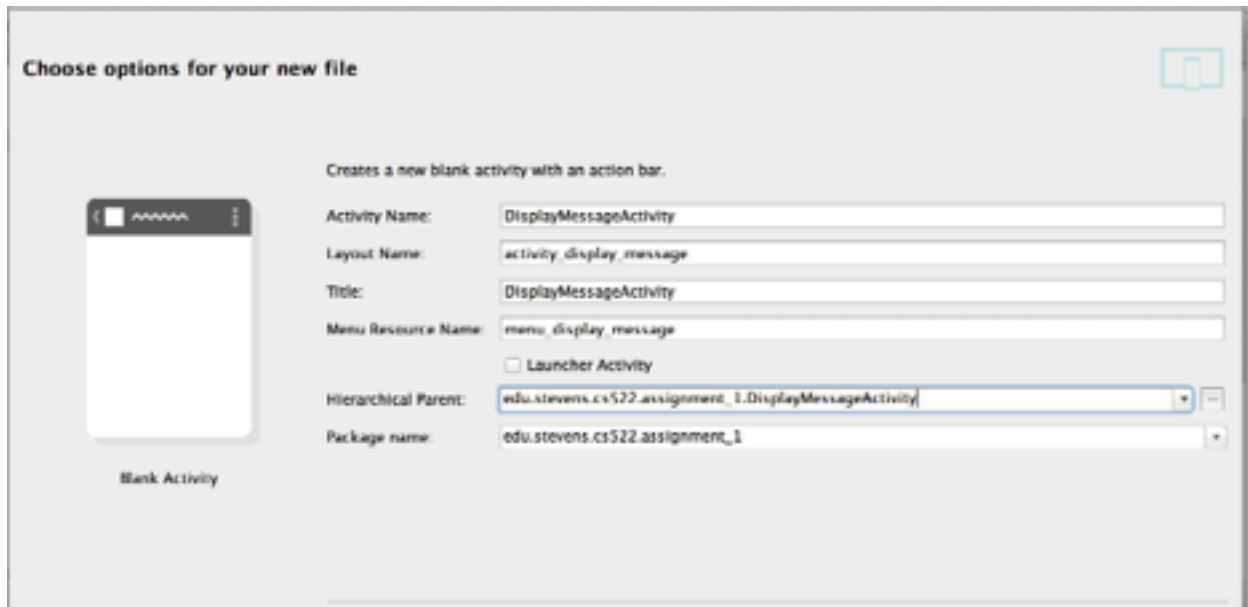 Choose options for your new file
Creates a new blank activity with an action bar.
Activity Name: DisplayMessageActivity
Layout Name: activity_display_message
Title: DisplayMessageActivity
Menu Resource Name: menu_display_message
Launcher Activity
Hierarchical Parent: edu.stevens.cs522.assignment_1.DisplayMessageActivity
Package name: edu.stevens.cs522.assignment_1
Blank Activity